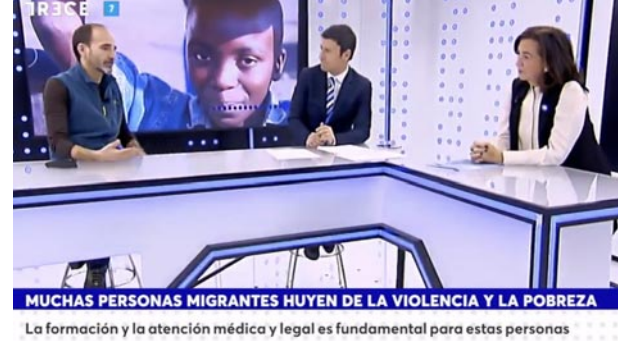 TRECE 7
MUCHAS PERSONAS MIGRANTES HUYEN DE LA VIOLENCIA Y LA POBREZA
La formación y la atención médica y legal es fundamental para estas personas